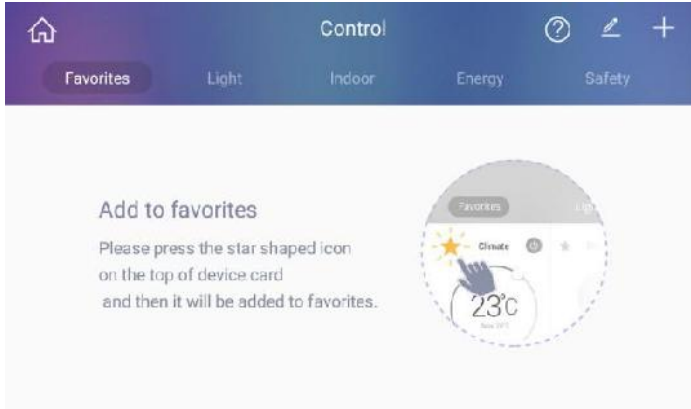 Control
Favorites Light Indoor Energy Safety
Add to favorites
Please press the star shaped icon
on the top of device card
and then it will be added to favorites.
Favorites
Climate
23°C